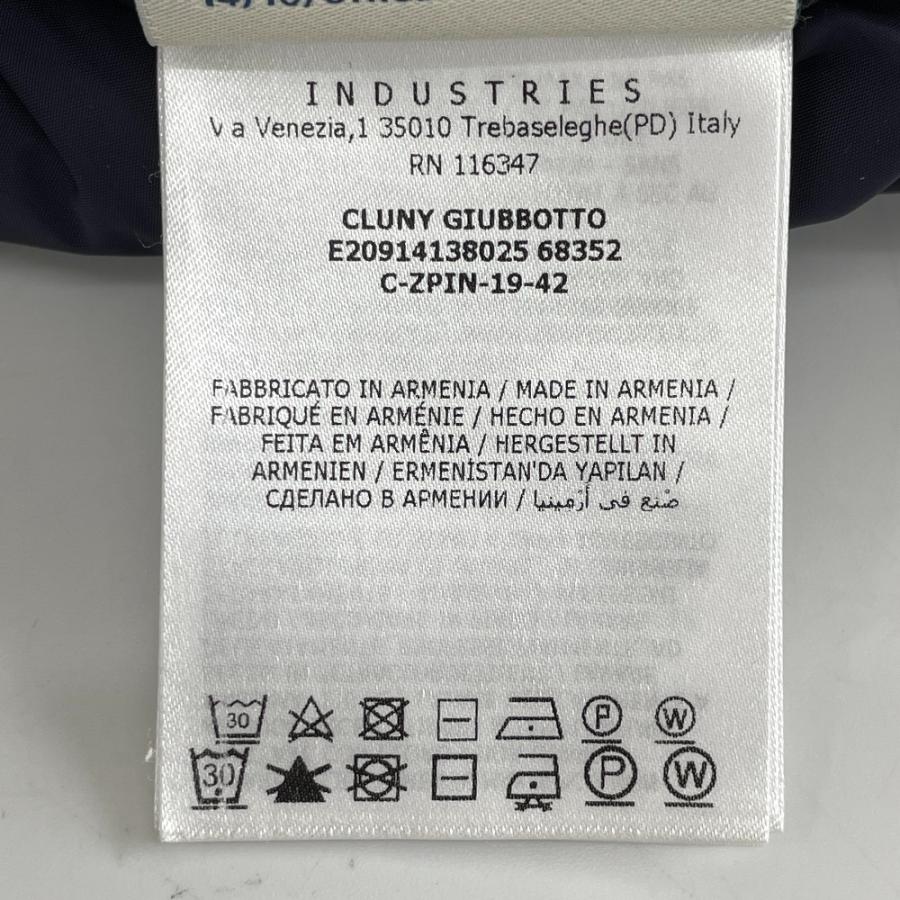 INDUSTRIES
V a Venezia,1 35010 Trebaseleghe(PD) Italy
RN 116347
CLUNY GIUBBOTTO
E20914138025 68352
C-ZPIN-19-42
FABBRICATO IN ARMENIA / MADE IN ARMENIA /
FABRIQUÉ EN ARMÉNIE / HECHO EN ARMENIA /
FEITA EM ARMÊNIA / HERGESTELLT IN
ARMENIEN / ERMENİSTAN'DA YAPILAN /
СДЕЛАНО В АРМЕНИИ / صُنع في أرمينيا
30 P W
30 P W